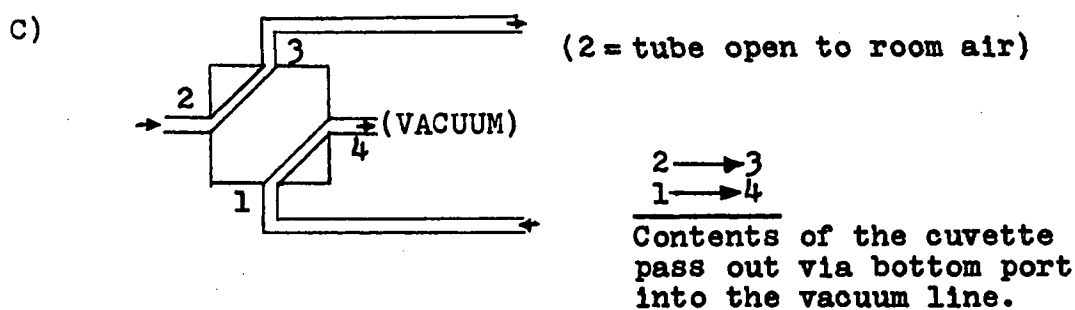 C)
3
(2 = tube open to room air)
2
(VACUUM)
4
1
2→3
1→4
Contents of the cuvette
pass out via bottom port
into the vacuum line.